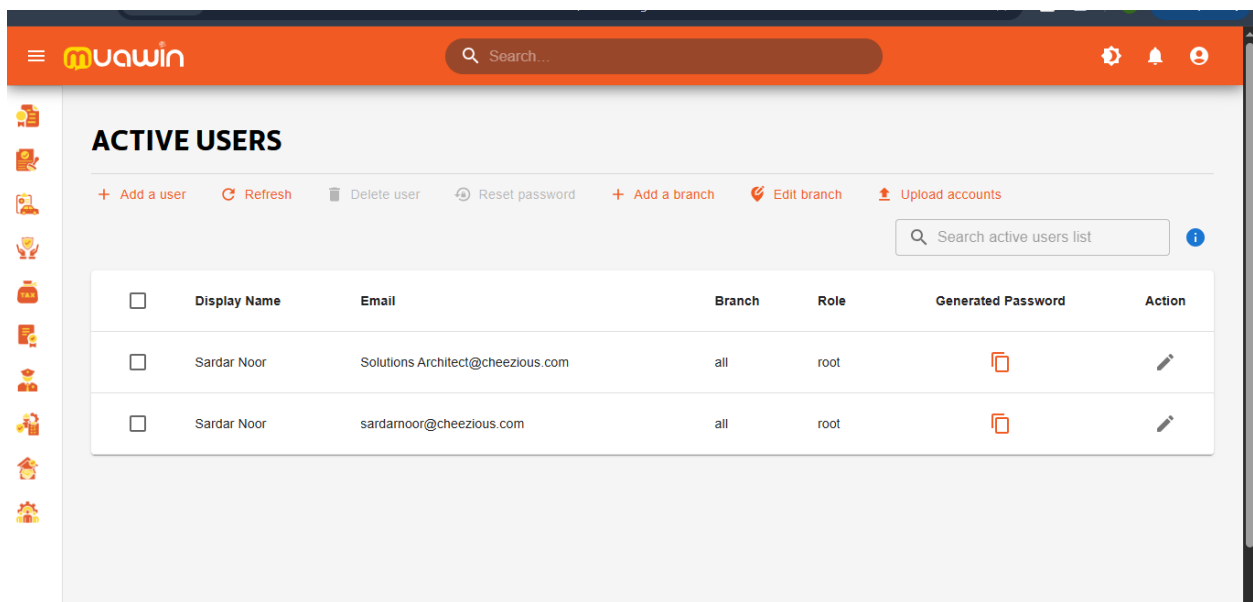 muawin
Search...
ACTIVE USERS
Add a user Refresh Delete user Reset password Add a branch Edit branch Upload accounts
Search active users list
Display Name Email Branch Role Generated Password Action
Sardar Noor Solutions Architect@cheezious.com all root
Sardar Noor sardarnoor@cheezious.com all root
TAX